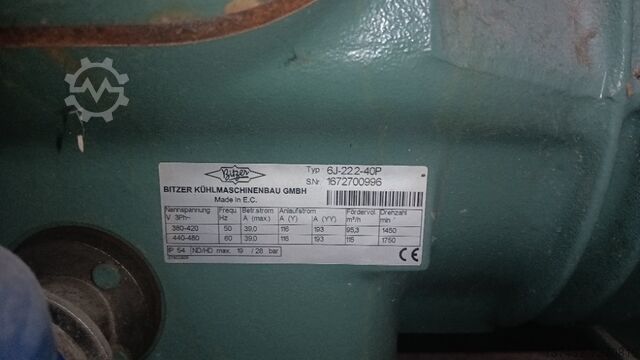 Bitzer
Typ 6J-22.2-40P
S.Nr. 1672700996
BITZER KÜHLMASCHINENBAU GMBH
Made in E.C.
Nennspannung Frequ Betr.strom Anlaufstrom Fördervol. Drehzahl
V 3Ph~ Hz A (max.) A (Y) A (YY) m³/h min⁻¹
380-420 50 39,0 116 193 95,3 1450
440-480 60 39,0 116 193 115 1750
IP 54 ND/HD max. 19 / 28 bar
CE